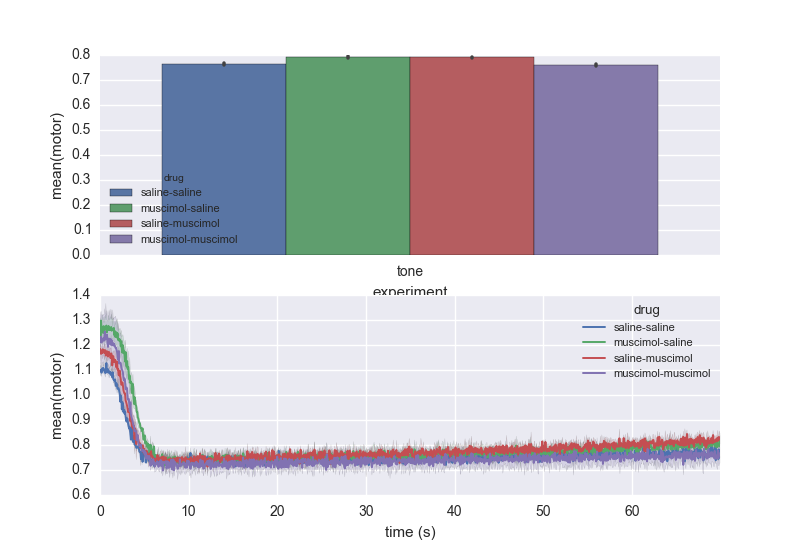 0.8
0.7
0.6
0.5
0.4
0.3
0.2
0.1
0.0
mean(motor)
drug
saline-saline
muscimol-saline
saline-muscimol
muscimol-muscimol
tone
experiment
1.4
1.3
1.2
1.1
1.0
0.9
0.8
0.7
0.6
mean(motor)
drug
saline-saline
muscimol-saline
saline-muscimol
muscimol-muscimol
0 10 20 30 40 50 60
time (s)